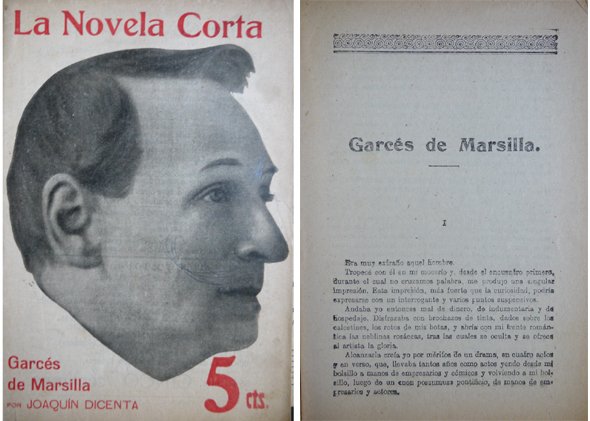 La Novela Corta
Garcés
de Marsilla
POR JOAQUÍN DICENTA
5 cts.
Garcés de Marsilla.
I
Era muy extraño aquel hombre.
Tropecé con él en mi mocerío y, desde el encuentro primero,
durante el cual no cruzamos palabra, me produjo una singular
impresión. Esta impresión, más fuerte que la curiosidad, podría
expresarse con un interrogante y varios puntos suspensivos.
Andaba yo entonces mal de dinero, de indumentaria y de
hospedaje. Disfrazaba con brochazos de tinta, dados sobre los
calcetines, los rotos de mis botas, y abría con mi frente román-
tica las neblinas rosáceas, tras las cuales se oculta y se ofrece
al artista la gloria.
Alcanzarla creía yo por méritos de un drama, en cuatro actos
y en verso, que, llevaba tantos años como actos yendo desde mi
bolsillo a manos de empresarios y cómicos y volviendo a mi bol-
sillo, luego de un non possumus pontificio, de manos de em-
presarios y actores.